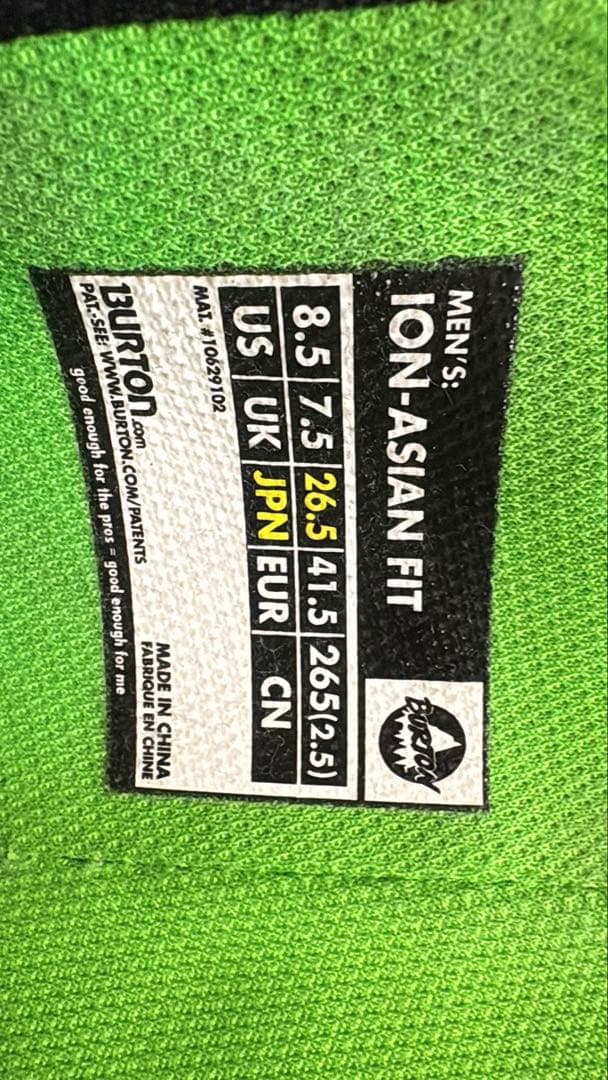 MEN'S:
ION-ASIAN FIT
BURTON
8.5 | 7.5 | 26.5 | 41.5 | 265(2.5)
US | UK | JPN | EUR | CN
MAT. #10629102
BURTON.com
PAT.-SEE: WWW.BURTON.COM/PATENTS
MADE IN CHINA
FABRIQUE EN CHINE
good enough for the pros = good enough for me